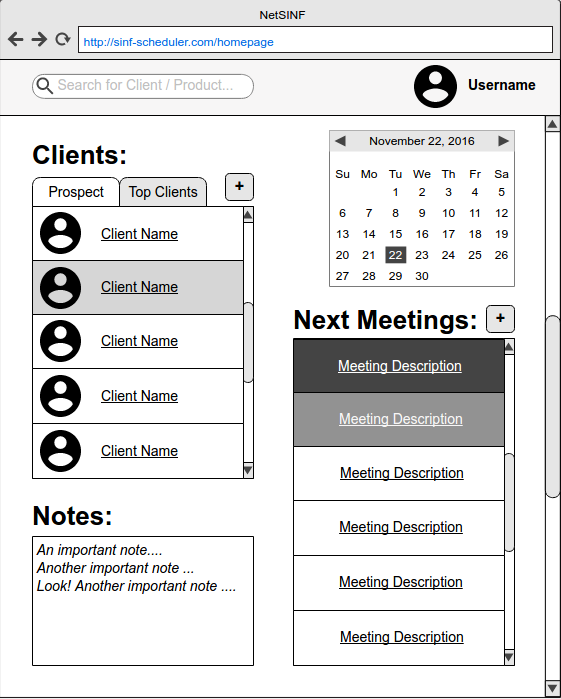 NetSINF
http://sinf-scheduler.com/homepage
Search for Client / Product...
Username
Clients:
Prospect
Top Clients
+
Client Name
Client Name
Client Name
Client Name
Client Name
Notes:
An important note....
Another important note ...
Look! Another important note ....
November 22, 2016
Su Mo Tu We Th Fr Sa
1 2 3 4 5
6 7 8 9 10 11 12
13 14 15 16 17 18 19
20 21 22 23 24 25 26
27 28 29 30
Next Meetings:
+
Meeting Description
Meeting Description
Meeting Description
Meeting Description
Meeting Description
Meeting Description